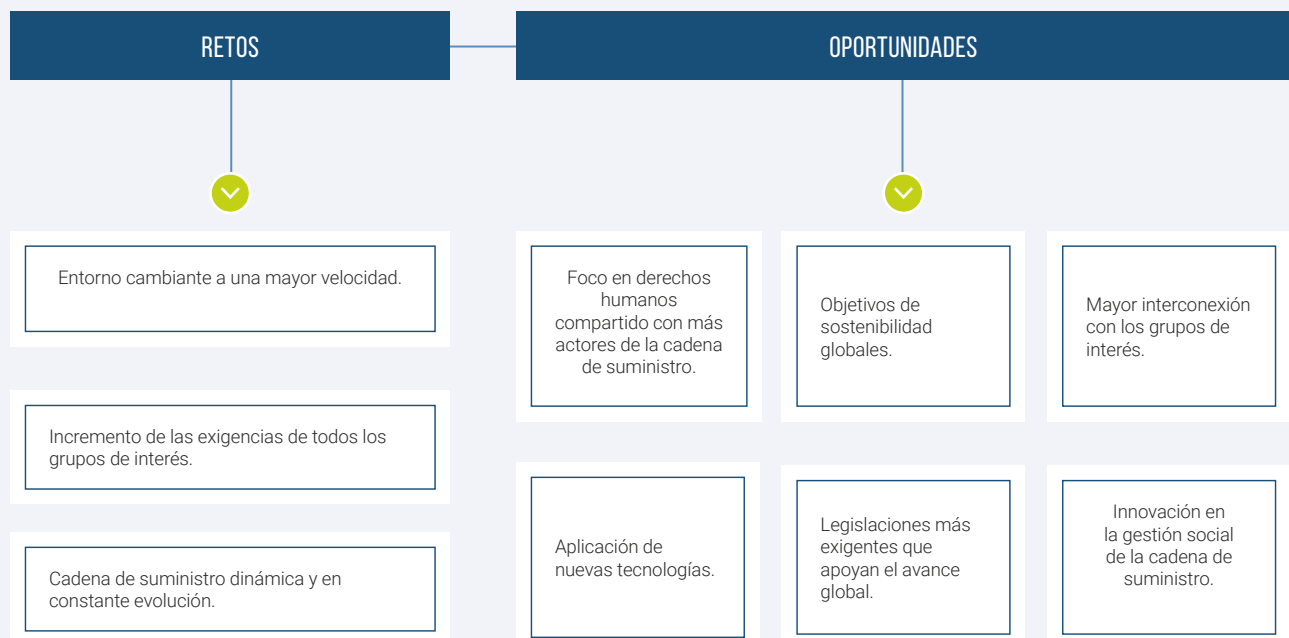 RETOS
OPORTUNIDADES
Entorno cambiante a una mayor velocidad.
Incremento de las exigencias de todos los
grupos de interés.
Cadena de suministro dinámica y en
constante evolución.
Foco en derechos
humanos
compartido con más
actores de la cadena
de suministro.
Objetivos de
sostenibilidad
globales.
Mayor interconexión
con los grupos de
interés.
Aplicación de
nuevas tecnologías.
Legislaciones más
exigentes que
apoyan el avance
global.
Innovación en
la gestión social
de la cadena de
suministro.